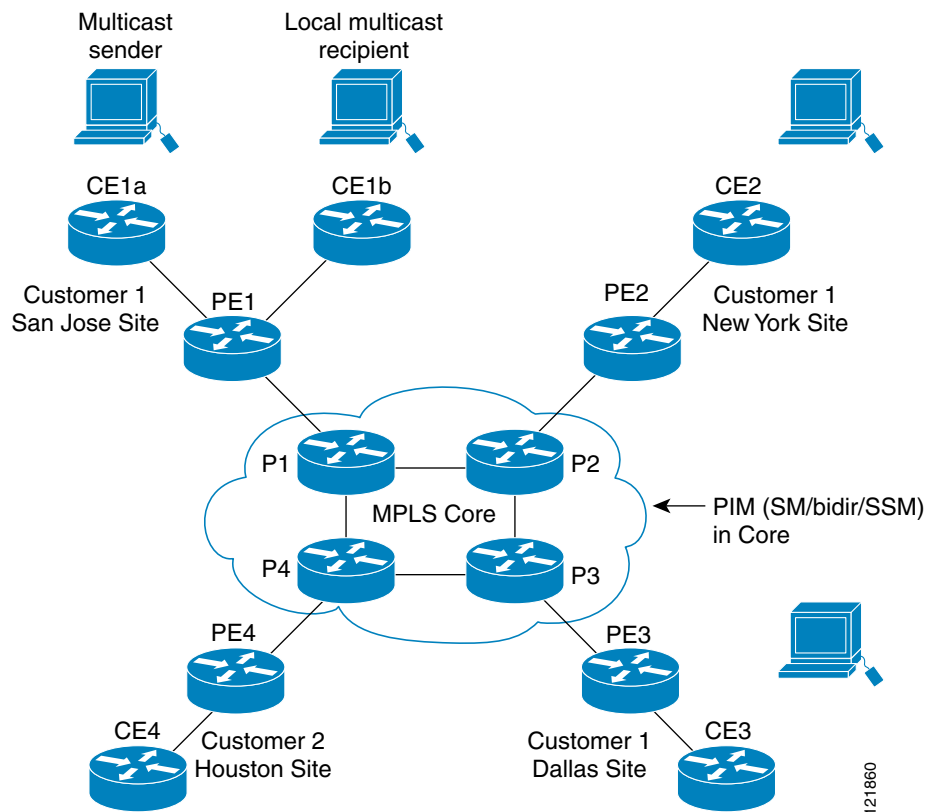 Multicast
sender
Local multicast
recipient
CE1a
CE1b
CE2
Customer 1
San Jose Site
PE1
PE2
Customer 1
New York Site
P1
P2
MPLS Core
PIM (SM/bidir/SSM)
in Core
P4
P3
PE4
PE3
CE4
Customer 2
Houston Site
Customer 1
Dallas Site
CE3
121860